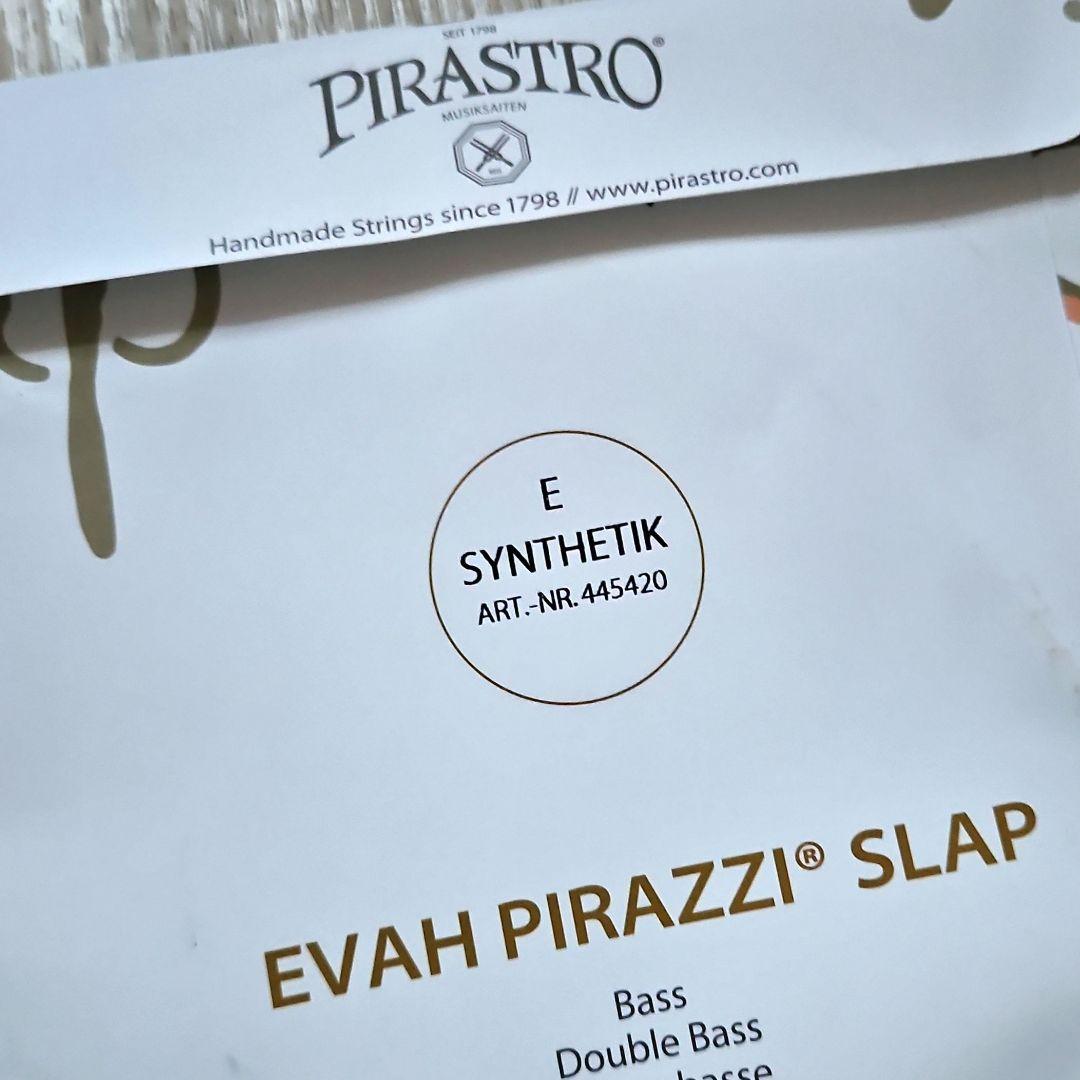 SEIT 1798
PIRASTRO®
MUSIKSAITEN
Handmade Strings since 1798 // www.pirastro.com
E
SYNTHETIK
ART.-NR. 445420
EVAH PIRAZZI® SLAP
Bass
Double Bass